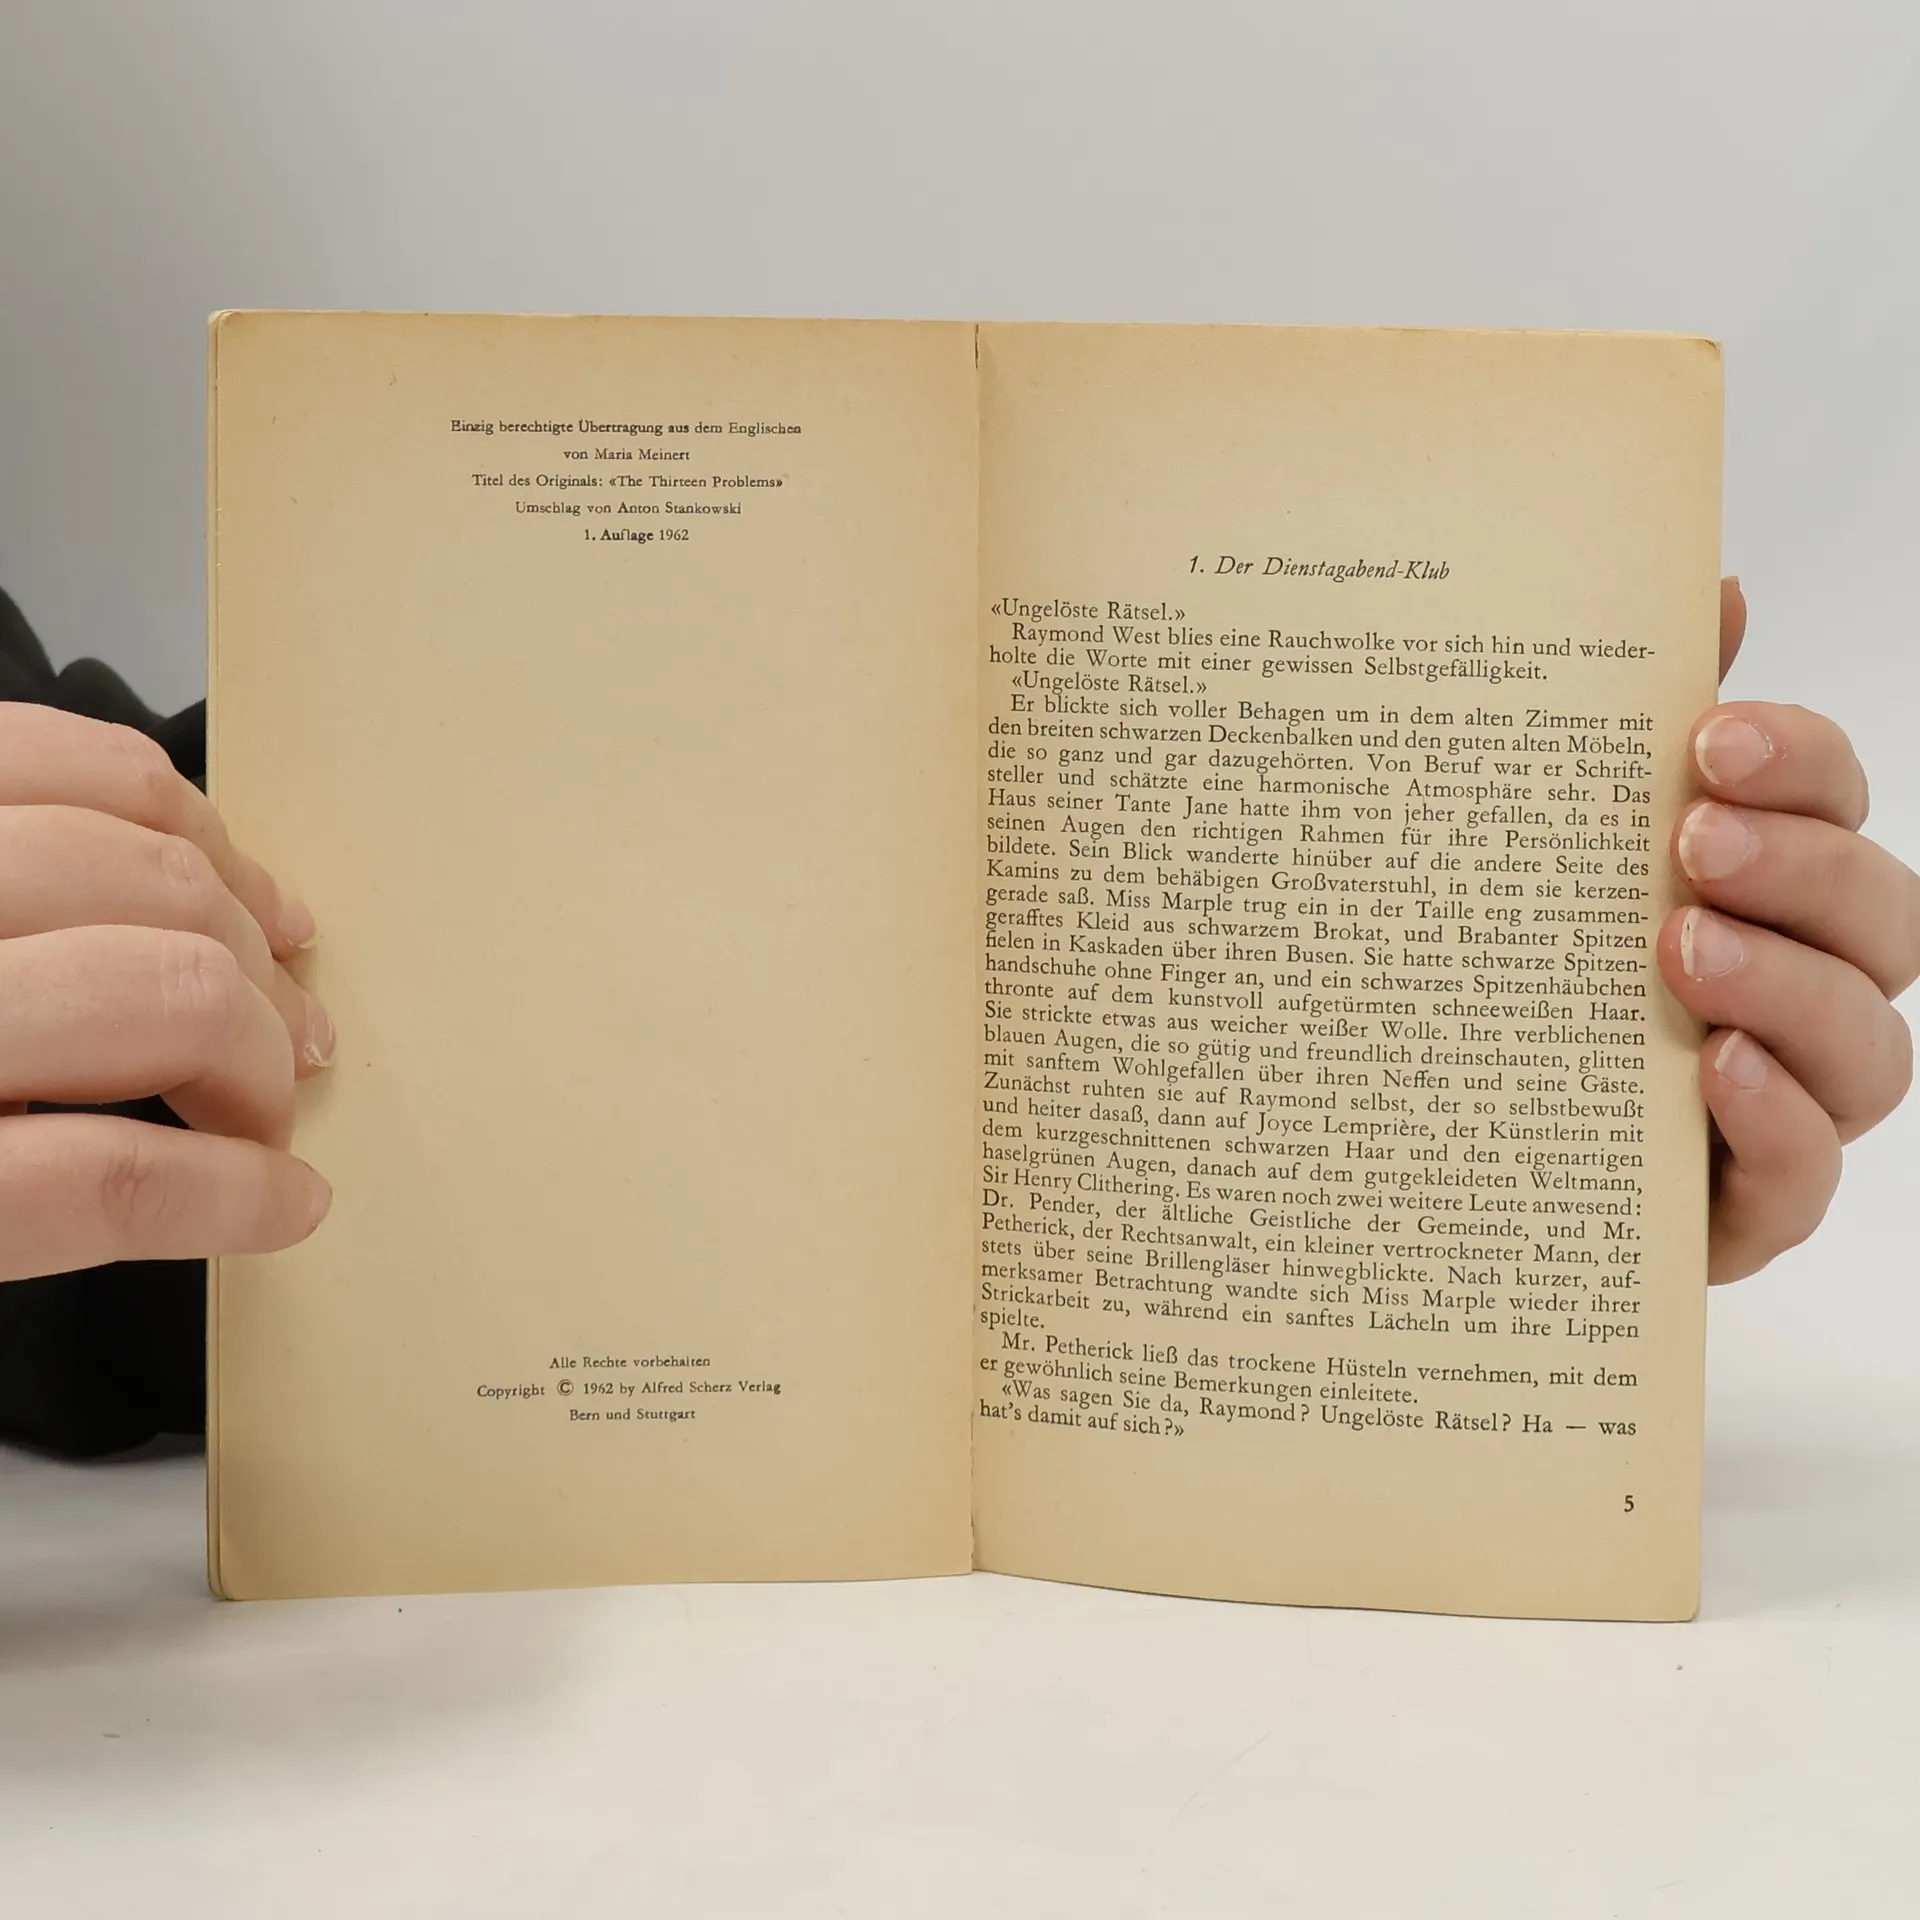 Einzig berechtigte Übertragung aus dem Englischen
von Maria Meinert
Titel des Originals: «The Thirteen Problems»
Umschlag von Anton Stankowski
1. Auflage 1962
Alle Rechte vorbehalten
Copyright © 1962 by Alfred Scherz Verlag
Bern und Stuttgart
1. Der Dienstagabend-Klub
«Ungelöste Rätsel.»
Raymond West blies eine Rauchwolke vor sich hin und wieder-
holte die Worte mit einer gewissen Selbstgefälligkeit.
«Ungelöste Rätsel.»
Er blickte sich voller Behagen um in dem alten Zimmer mit
den breiten schwarzen Deckenbalken und den guten alten Möbeln,
die so ganz und gar dazugehörten. Von Beruf war er Schrift-
steller und schätzte eine harmonische Atmosphäre sehr. Das
Haus seiner Tante Jane hatte ihm von jeher gefallen, da es in
seinen Augen den richtigen Rahmen für ihre Persönlichkeit
bildete. Sein Blick wanderte hinüber auf die andere Seite des
Kamins zu dem behäbigen Großvaterstuhl, in dem sie kerzen-
gerade saß. Miss Marple trug ein in der Taille eng zusammen-
gerafftes Kleid aus schwarzem Brokat, und Brabanter Spitzen
fielen in Kaskaden über ihren Busen. Sie hatte schwarze Spitzen-
handschuhe ohne Finger an, und ein schwarzes Spitzenhäubchen
thronte auf dem kunstvoll aufgetürmten schneeweißen Haar.
Sie strickte etwas aus weicher weißer Wolle. Ihre verblichenen
blauen Augen, die so gütig und freundlich dreinschauten, glitten
mit sanftem Wohlgefallen über ihren Neffen und seine Gäste.
Zunächst ruhten sie auf Raymond selbst, der so selbstbewußt
und heiter dasaß, dann auf Joyce Lemprière, der Künstlerin mit
dem kurzgeschnittenen schwarzen Haar und den eigenartigen
haselgrünen Augen, danach auf dem gutgekleideten Weltmann,
Sir Henry Clithering. Es waren noch zwei weitere Leute anwesend:
Dr. Pender, der ältliche Geistliche der Gemeinde, und Mr.
Petherick, der Rechtsanwalt, ein kleiner vertrockneter Mann, der
stets über seine Brillengläser hinwegblickte. Nach kurzer, auf-
merksamer Betrachtung wandte sich Miss Marple wieder ihrer
Strickarbeit zu, während ein sanftes Lächeln um ihre Lippen
spielte.
Mr. Petherick ließ das trockene Hüsteln vernehmen, mit dem
er gewöhnlich seine Bemerkungen einleitete.
«Was sagen Sie da, Raymond? Ungelöste Rätsel? Ha — was
hat's damit auf sich?»
5